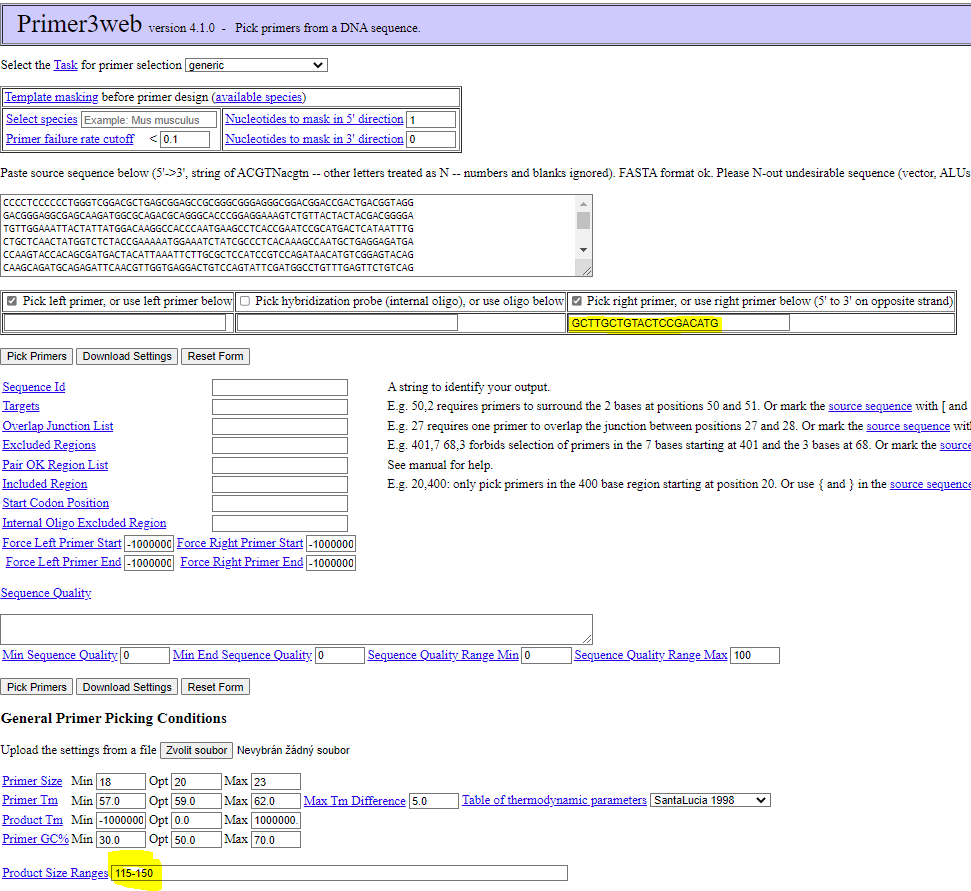 Primer3web version 4.1.0 - Pick primers from a DNA sequence.
Select the Task for primer selection generic
Template masking before primer design (available species)
Select species Example: Mus musculus Nucleotides to mask in 5' direction 1
Primer failure rate cutoff < 0.1 Nucleotides to mask in 3' direction 0
Paste source sequence below (5'->3', string of ACGTNacgtn -- other letters treated as N -- numbers and blanks ignored). FASTA format ok. Please N-out undesirable sequence (vector, ALUs
CCCCTCCCCCCTGGGTCGGACGCTGAGCGGAGCCGCGGGCGGGAGGGCGGACGGACCGACTGACGGTAGG
GACGGGAGGCGAGCAAGATGGCGCAGACGCAGGGCACCCGGAGGAAAGTCTGTTACTACTACGACGGGGA
TGTTGGAAATTACTATTATGGACAAGGCCACCCAATGAAGCCTCACCGAATCCGCATGACTCATAATTTG
CTGCTCAACTATGGTCTCTACCGAAAAATGGAAATCTATCGCCCTCACAAAGCCAATGCTGAGGAGATGA
CCAAGTACCACAGCGATGACTACATTAAATTCTTGCGCTCCATCCGTCCAGATAACATGTCGGAGTACAG
CAAGCAGATGCAGAGATTCAACGTTGGTGAGGACTGTCCAGTATTCGATGGCCTGTTTGAGTTCTGTCAG
Pick left primer, or use left primer below Pick hybridization probe (internal oligo), or use oligo below Pick right primer, or use right primer below (5' to 3' on opposite strand)
GCTTGCTGTACTCCGACATG
Pick Primers Download Settings Reset Form
Sequence Id A string to identify your output.
Targets E.g. 50,2 requires primers to surround the 2 bases at positions 50 and 51. Or mark the source sequence with [ and
Overlap Junction List E.g. 27 requires one primer to overlap the junction between positions 27 and 28. Or mark the source sequence wit
Excluded Regions E.g. 401,7 68,3 forbids selection of primers in the 7 bases starting at 401 and the 3 bases at 68. Or mark the source
Pair OK Region List See manual for help.
Included Region E.g. 20,400: only pick primers in the 400 base region starting at position 20. Or use { and } in the source sequence
Start Codon Position
Internal Oligo Excluded Region
Force Left Primer Start -1000000 Force Right Primer Start -1000000
Force Left Primer End -1000000 Force Right Primer End -1000000
Sequence Quality
Min Sequence Quality 0 Min End Sequence Quality 0 Sequence Quality Range Min 0 Sequence Quality Range Max 100
Pick Primers Download Settings Reset Form
General Primer Picking Conditions
Upload the settings from a file Zvolit soubor Nevybrán žádný soubor
Primer Size Min 18 Opt 20 Max 23
Primer Tm Min 57.0 Opt 59.0 Max 62.0 Max Tm Difference 5.0 Table of thermodynamic parameters SantaLucia 1998
Product Tm Min -1000000 Opt 0.0 Max 1000000.
Primer GC% Min 30.0 Opt 50.0 Max 70.0
Product Size Ranges 115-150